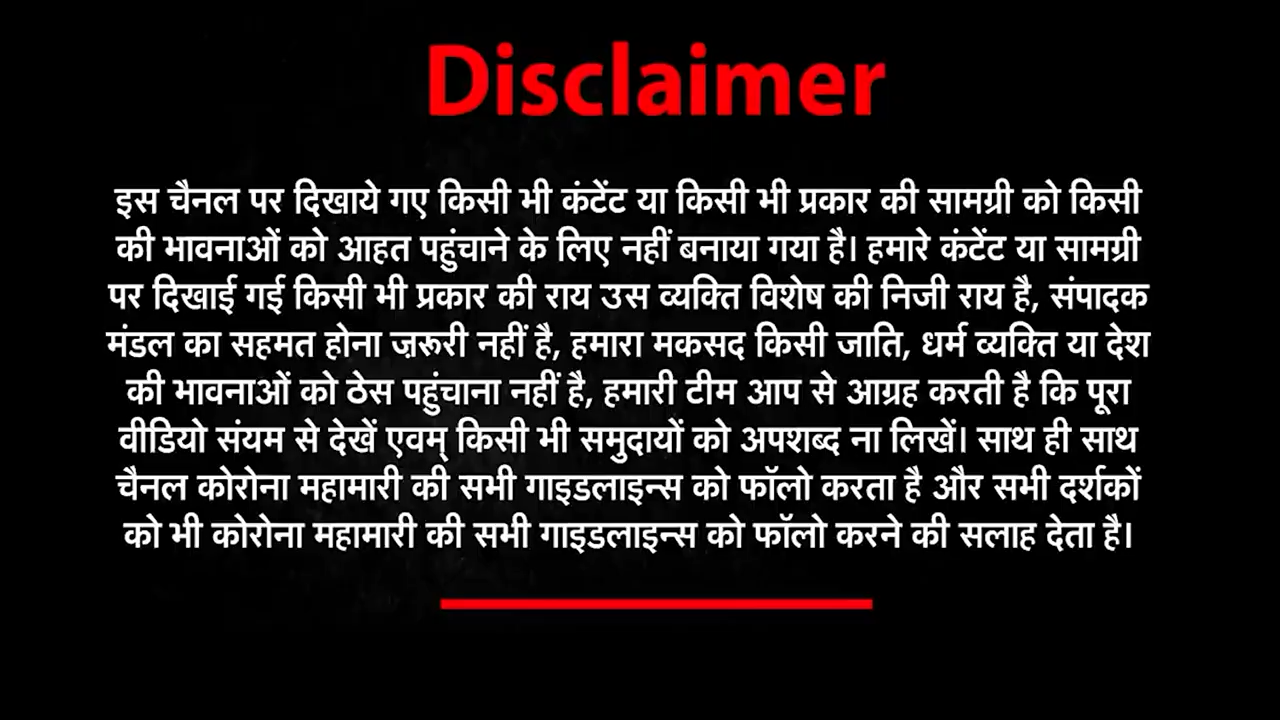 Disclaimer
इस चैनल पर दिखाये गए किसी भी कंटेंट या किसी भी प्रकार की सामग्री को किसी
की भावनाओं को आहत पहुंचाने के लिए नहीं बनाया गया है। हमारे कंटेंट या सामग्री
पर दिखाई गई किसी भी प्रकार की राय उस व्यक्ति विशेष की निजी राय है, संपादक
मंडल का सहमत होना ज़रूरी नहीं है, हमारा मकसद किसी जाति, धर्म व्यक्ति या देश
की भावनाओं को ठेस पहुंचाना नहीं है, हमारी टीम आप से आग्रह करती है कि पूरा
वीडियो संयम से देखें एवम् किसी भी समुदायों को अपशब्द ना लिखें। साथ ही साथ
चैनल कोरोना महामारी की सभी गाइडलाइन्स को फॉलो करता है और सभी दर्शकों
को भी कोरोना महामारी की सभी गाइडलाइन्स को फॉलो करने की सलाह देता है।